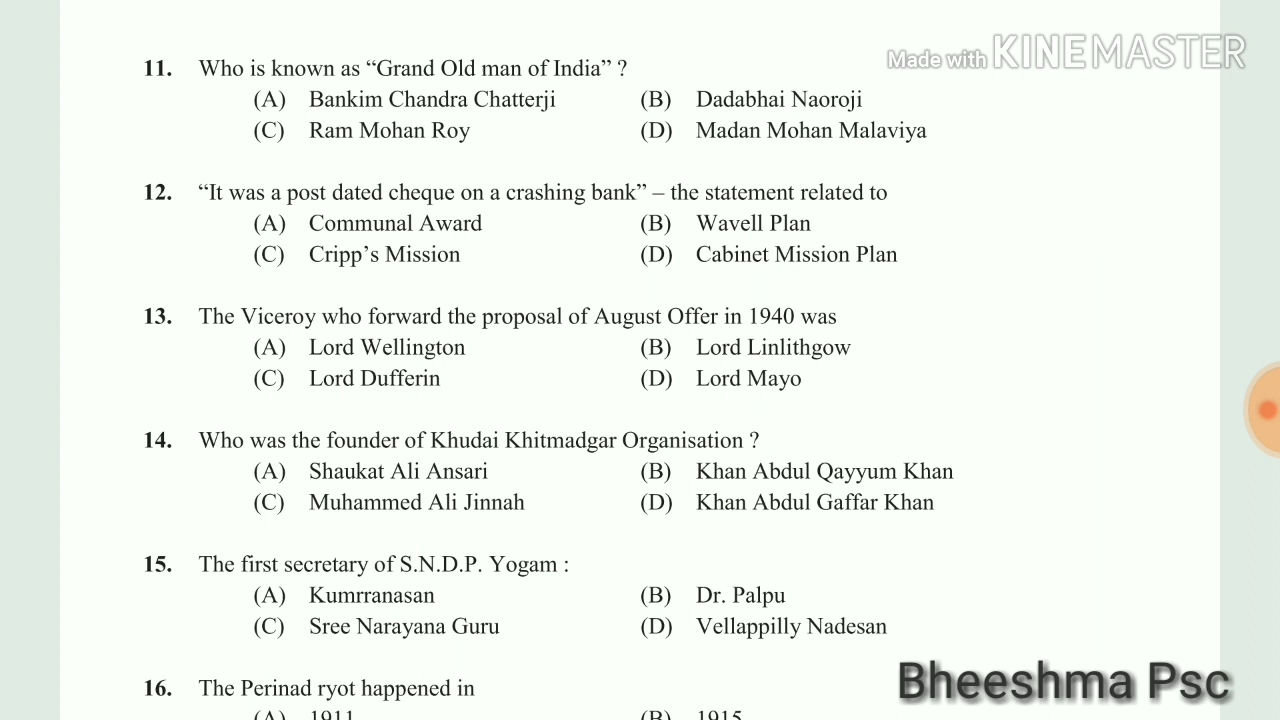 Made with KINEMASTER
11. Who is known as “Grand Old man of India” ?
(A) Bankim Chandra Chatterji (B) Dadabhai Naoroji
(C) Ram Mohan Roy (D) Madan Mohan Malaviya
12. “It was a post dated cheque on a crashing bank” – the statement related to
(A) Communal Award (B) Wavell Plan
(C) Cripp’s Mission (D) Cabinet Mission Plan
13. The Viceroy who forward the proposal of August Offer in 1940 was
(A) Lord Wellington (B) Lord Linlithgow
(C) Lord Dufferin (D) Lord Mayo
14. Who was the founder of Khudai Khitmadgar Organisation ?
(A) Shaukat Ali Ansari (B) Khan Abdul Qayyum Khan
(C) Muhammed Ali Jinnah (D) Khan Abdul Gaffar Khan
15. The first secretary of S.N.D.P. Yogam :
(A) Kumrranasan (B) Dr. Palpu
(C) Sree Narayana Guru (D) Vellappilly Nadesan
16. The Perinad ryot happened in
(A) 1911 (B) 1915
Bheeshma Psc